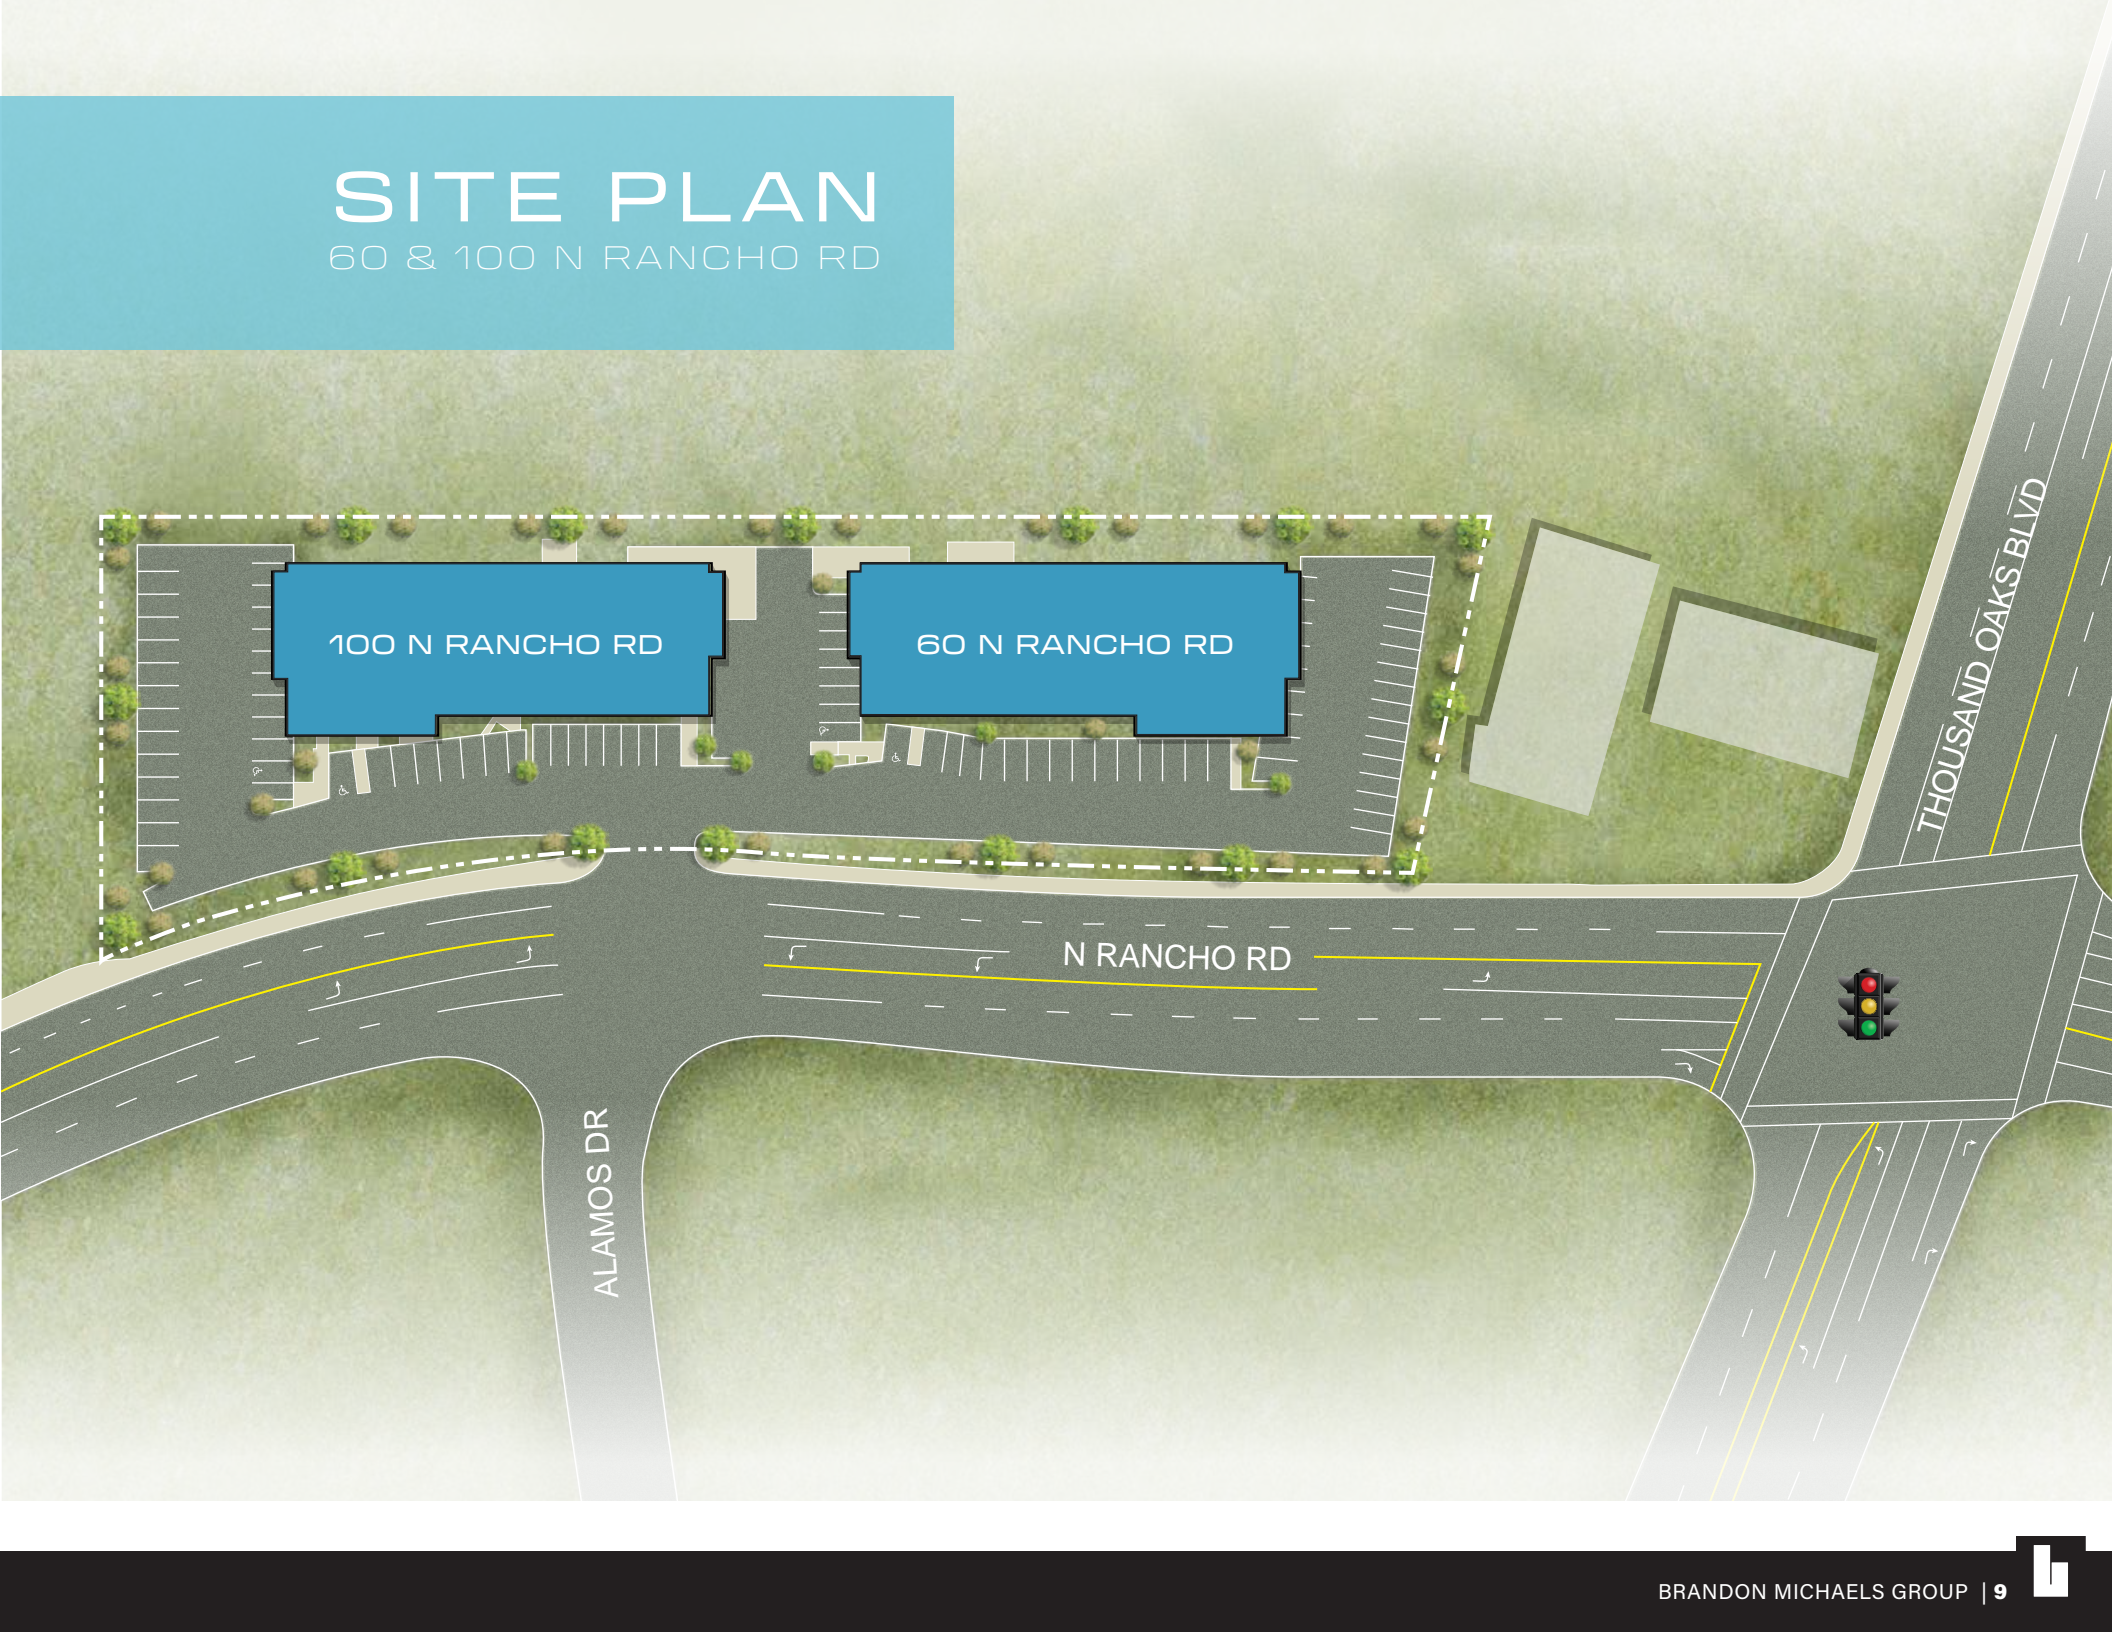 SITE PLAN
60 & 100 N RANCHO RD
100 N RANCHO RD
60 N RANCHO RD
THOUSAND OAKS BLVD
N RANCHO RD
ALAMOS DR
BRANDON MICHAELS GROUP | 9